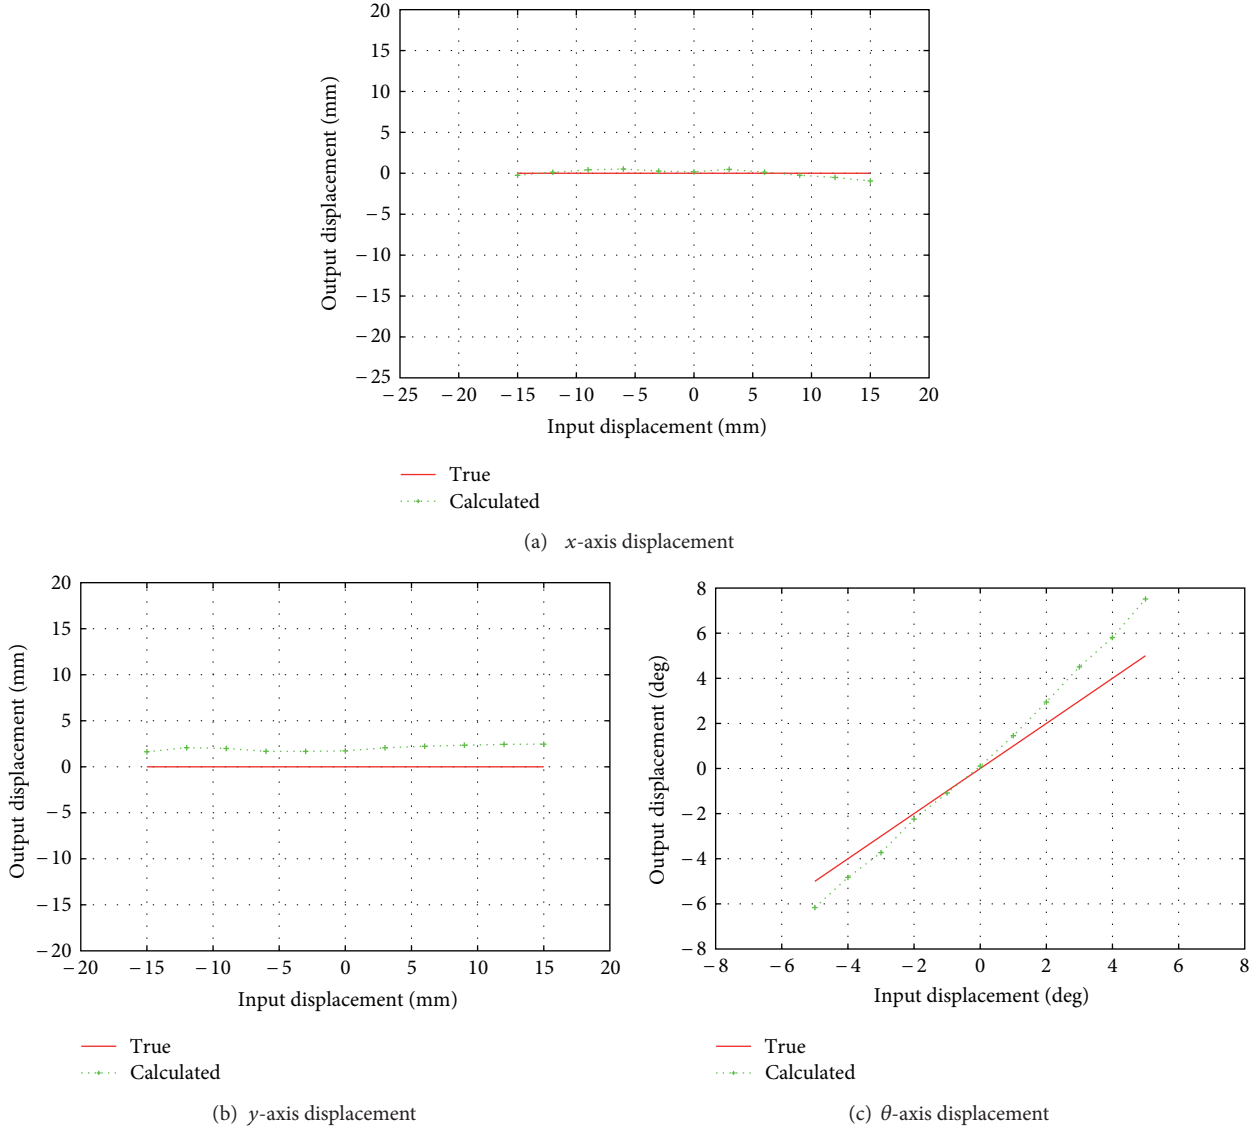 20
15
10
5
0
−5
−10
−15
−20
−25
Output displacement (mm)
−25 −20 −15 −10 −5 0 5 10 15 20
Input displacement (mm)
True
Calculated
(a) x-axis displacement
20
15
10
5
0
−5
−10
−15
−20
Output displacement (mm)
−20 −15 −10 −5 0 5 10 15 20
Input displacement (mm)
True
Calculated
(b) y-axis displacement
8
6
4
2
0
−2
−4
−6
−8
Output displacement (deg)
−8 −6 −4 −2 0 2 4 6 8
Input displacement (deg)
True
Calculated
(c) θ-axis displacement